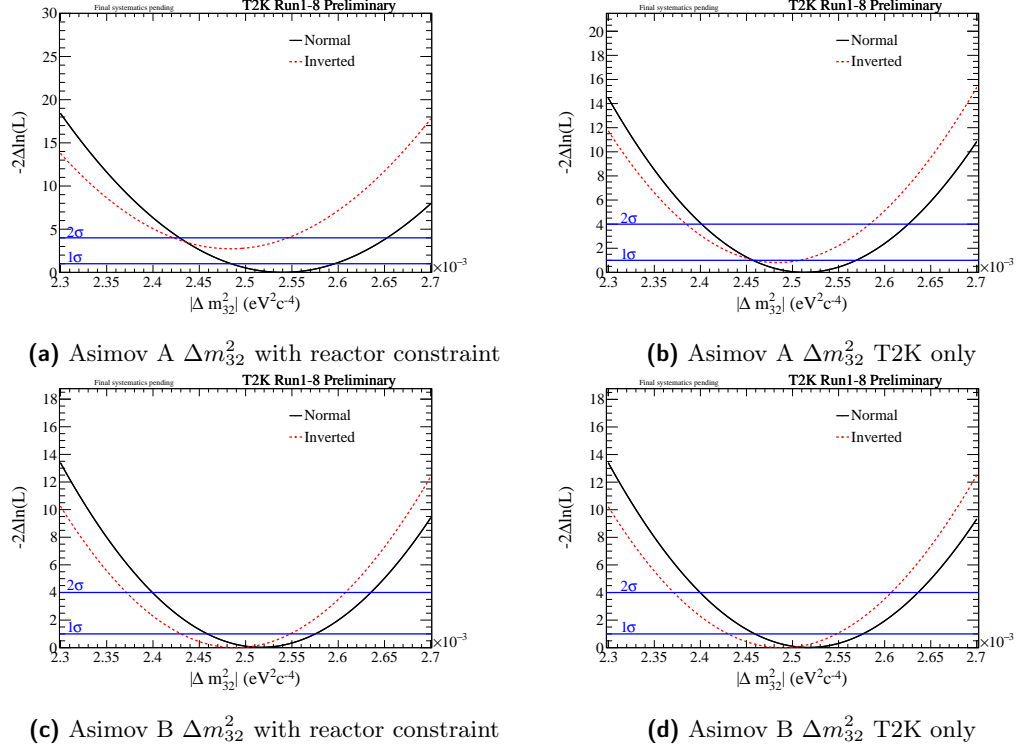 Final systematics pending T2K Run1-8 Preliminary
30
25
20
15
10
5
0
-2Δln(L)
Normal
Inverted
2σ
1σ
2.3 2.35 2.4 2.45 2.5 2.55 2.6 2.65 2.7
×10⁻³
|Δ m²₃₂| (eV²c⁻⁴)
(a) Asimov A Δm²₃₂ with reactor constraint
Final systematics pending T2K Run1-8 Preliminary
20
18
16
14
12
10
8
6
4
2
0
-2Δln(L)
Normal
Inverted
2σ
1σ
2.3 2.35 2.4 2.45 2.5 2.55 2.6 2.65 2.7
×10⁻³
|Δ m²₃₂| (eV²c⁻⁴)
(b) Asimov A Δm²₃₂ T2K only
Final systematics pending T2K Run1-8 Preliminary
18
16
14
12
10
8
6
4
2
0
-2Δln(L)
Normal
Inverted
2σ
1σ
2.3 2.35 2.4 2.45 2.5 2.55 2.6 2.65 2.7
×10⁻³
|Δ m²₃₂| (eV²c⁻⁴)
(c) Asimov B Δm²₃₂ with reactor constraint
Final systematics pending T2K Run1-8 Preliminary
18
16
14
12
10
8
6
4
2
0
-2Δln(L)
Normal
Inverted
2σ
1σ
2.3 2.35 2.4 2.45 2.5 2.55 2.6 2.65 2.7
×10⁻³
|Δ m²₃₂| (eV²c⁻⁴)
(d) Asimov B Δm²₃₂ T2K only